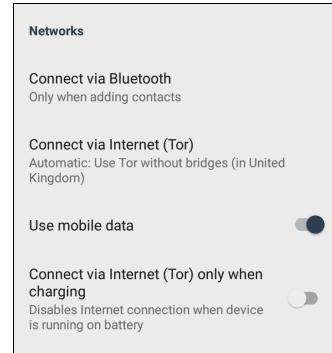 Networks
Connect via Bluetooth
Only when adding contacts
Connect via Internet (Tor)
Automatic: Use Tor without bridges (in United
Kingdom)
Use mobile data
Connect via Internet (Tor) only when
charging
Disables Internet connection when device
is running on battery